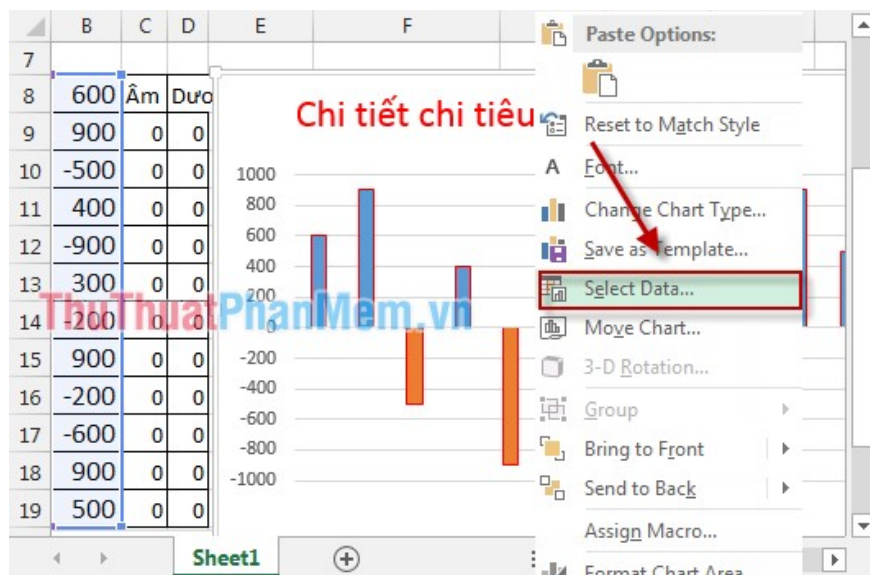 B C D E F
7
8 600 Âm Dươ
9 900 0 0
10 -500 0 0
11 400 0 0
12 -900 0 0
13 300 0 0
14 -200 0 0
15 900 0 0
16 -200 0 0
17 -600 0 0
18 900 0 0
19 500 0 0
Chi tiết chi tiêu
1000
800
600
400
200
0
-200
-400
-600
-800
-1000
ThuThuatPhanMem.vn
Paste Options:
Reset to Match Style
A Font...
Change Chart Type...
Save as Template...
Select Data...
Move Chart...
3-D Rotation...
Group
Bring to Front
Send to Back
Assign Macro...
Format Chart Area
Sheet1